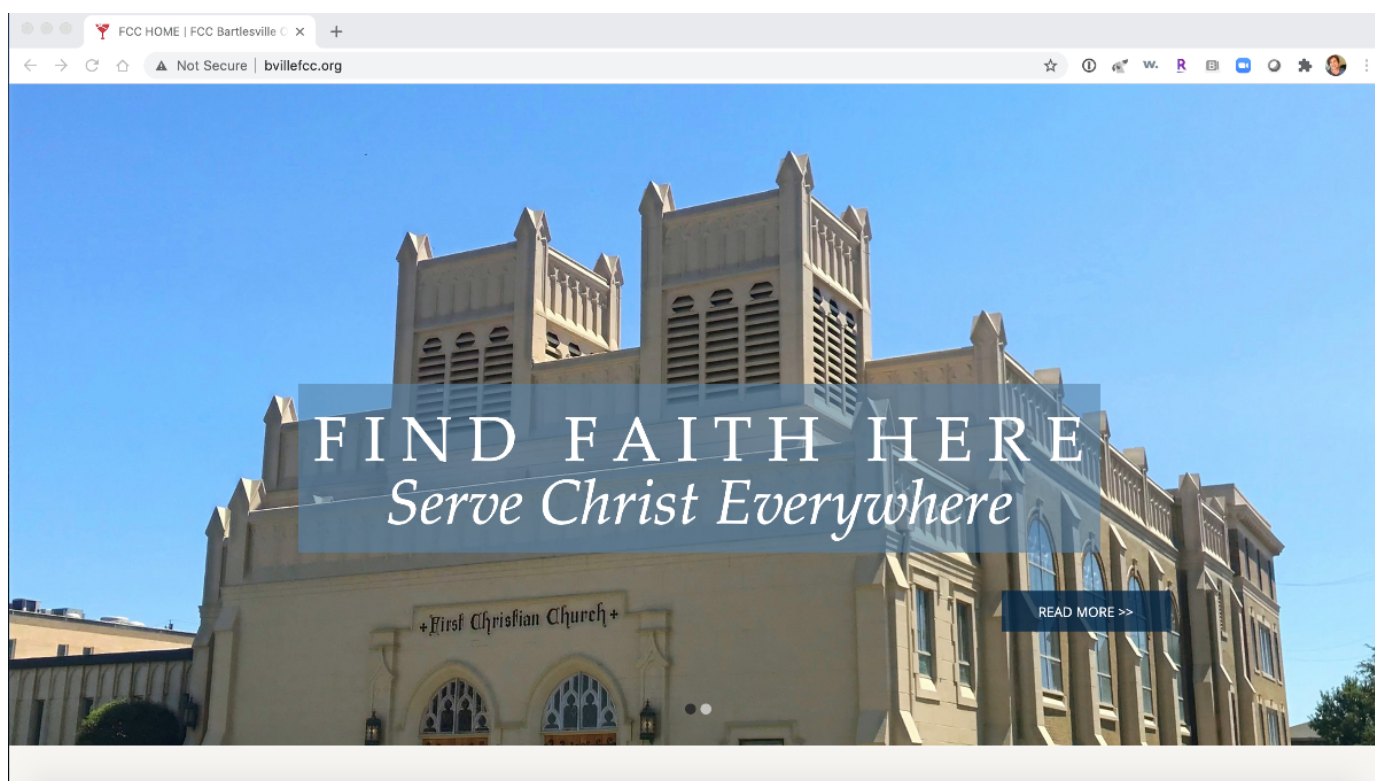 FCC HOME | FCC Bartlesville
Not Secure | bvillefcc.org
W. R B
FIND FAITH HERE
Serve Christ Everywhere
READ MORE >>
+First Christian Church+